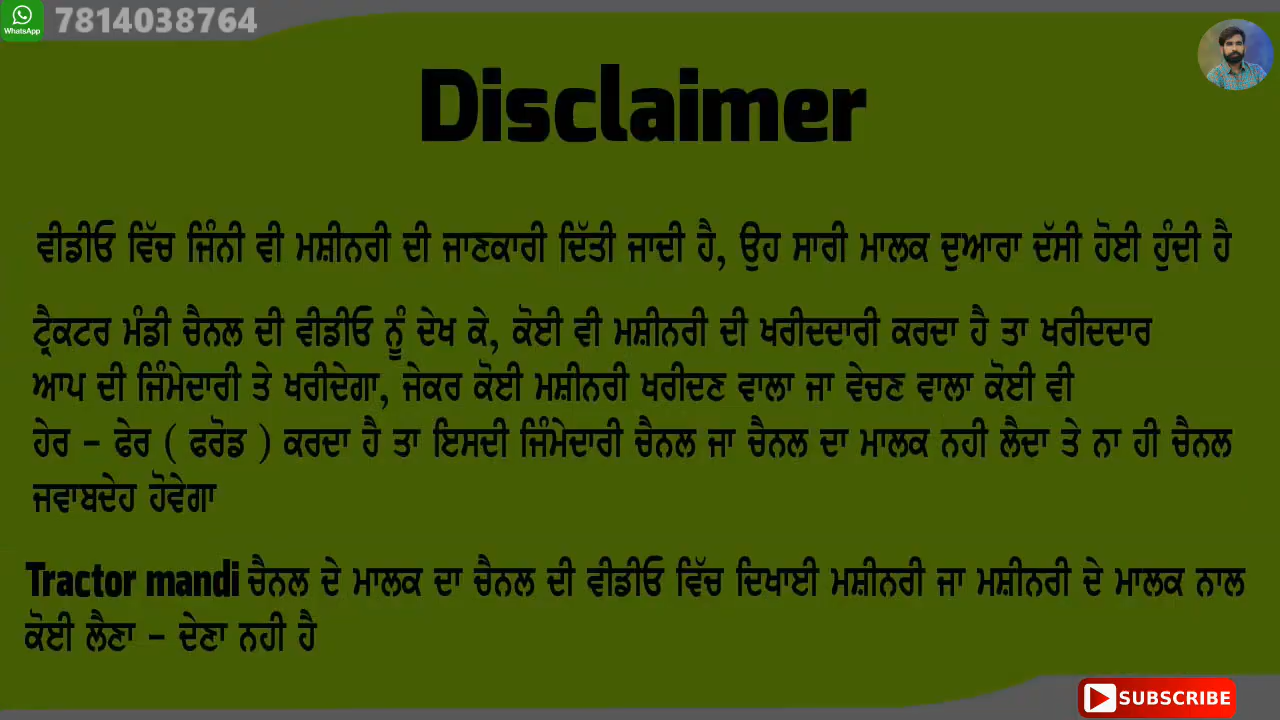 WhatsApp 7814038764
Disclaimer
ਵੀਡੀਓ ਵਿੱਚ ਜਿੰਨੀ ਵੀ ਮਸ਼ੀਨਰੀ ਦੀ ਜਾਣਕਾਰੀ ਦਿੱਤੀ ਜਾਦੀ ਹੈ, ਉਹ ਸਾਰੀ ਮਾਲਕ ਦੁਆਰਾ ਦੱਸੀ ਹੋਈ ਹੁੰਦੀ ਹੈ
ਟ੍ਰੈਕਟਰ ਮੰਡੀ ਚੈਨਲ ਦੀ ਵੀਡੀਓ ਨੂੰ ਦੇਖ ਕੇ, ਕੋਈ ਵੀ ਮਸ਼ੀਨਰੀ ਦੀ ਖਰੀਦਦਾਰੀ ਕਰਦਾ ਹੈ ਤਾ ਖਰੀਦਦਾਰ
ਆਪ ਦੀ ਜਿੰਮੇਦਾਰੀ ਤੇ ਖਰੀਦੇਗਾ, ਜੇਕਰ ਕੋਈ ਮਸ਼ੀਨਰੀ ਖਰੀਦਣ ਵਾਲਾ ਜਾ ਵੇਚਣ ਵਾਲਾ ਕੋਈ ਵੀ
ਹੇਰ - ਫੇਰ ( ਫਰੋਡ ) ਕਰਦਾ ਹੈ ਤਾ ਇਸਦੀ ਜਿੰਮੇਦਾਰੀ ਚੈਨਲ ਜਾ ਚੈਨਲ ਦਾ ਮਾਲਕ ਨਹੀ ਲੈਦਾ ਤੇ ਨਾ ਹੀ ਚੈਨਲ
ਜਵਾਬਦੇਹ ਹੋਵੇਗਾ
Tractor mandi ਚੈਨਲ ਦੇ ਮਾਲਕ ਦਾ ਚੈਨਲ ਦੀ ਵੀਡੀਓ ਵਿੱਚ ਦਿਖਾਈ ਮਸ਼ੀਨਰੀ ਜਾ ਮਸ਼ੀਨਰੀ ਦੇ ਮਾਲਕ ਨਾਲ
ਕੋਈ ਲੈਣਾ - ਦੇਣਾ ਨਹੀ ਹੈ
SUBSCRIBE